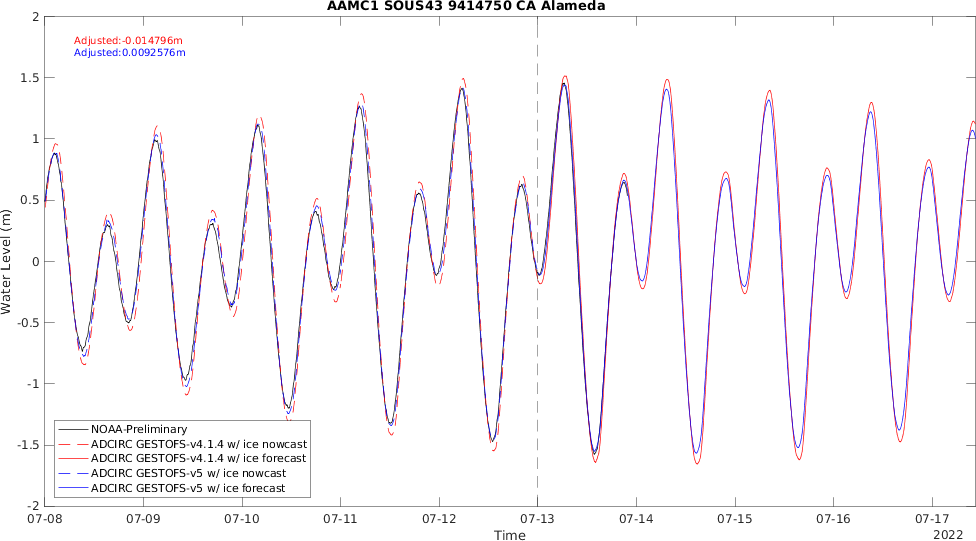 AAMC1 SOUS43 9414750 CA Alameda
Adjusted:-0.014796m
Adjusted:0.0092576m
2
1.5
1
0.5
0
-0.5
-1
-1.5
-2
Water Level (m)
NOAA-Preliminary
ADCIRC GESTOFS-v4.1.4 w/ ice nowcast
ADCIRC GESTOFS-v4.1.4 w/ ice forecast
ADCIRC GESTOFS-v5 w/ ice nowcast
ADCIRC GESTOFS-v5 w/ ice forecast
07-08 07-09 07-10 07-11 07-12 07-13 07-14 07-15 07-16 07-17
Time
2022